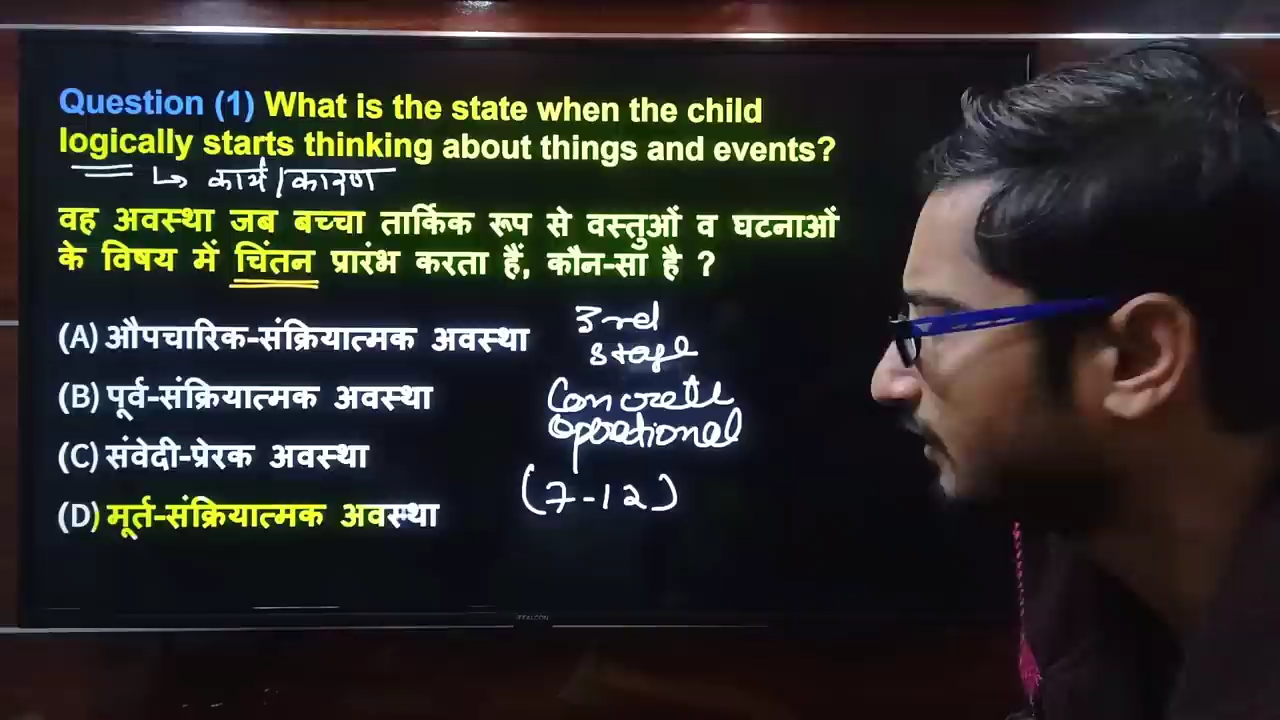 Question (1) What is the state when the child
logically starts thinking about things and events?
↳ कार्य/कारण
वह अवस्था जब बच्चा तार्किक रूप से वस्तुओं व घटनाओं
के विषय में चिंतन प्रारंभ करता हैं, कौन-सा है ?
(A) औपचारिक-संक्रियात्मक अवस्था
(B) पूर्व-संक्रियात्मक अवस्था
(C) संवेदी-प्रेरक अवस्था
(D) मूर्त-संक्रियात्मक अवस्था
3rd
stage
Concrete
operational
(7-12)
iFFALCON